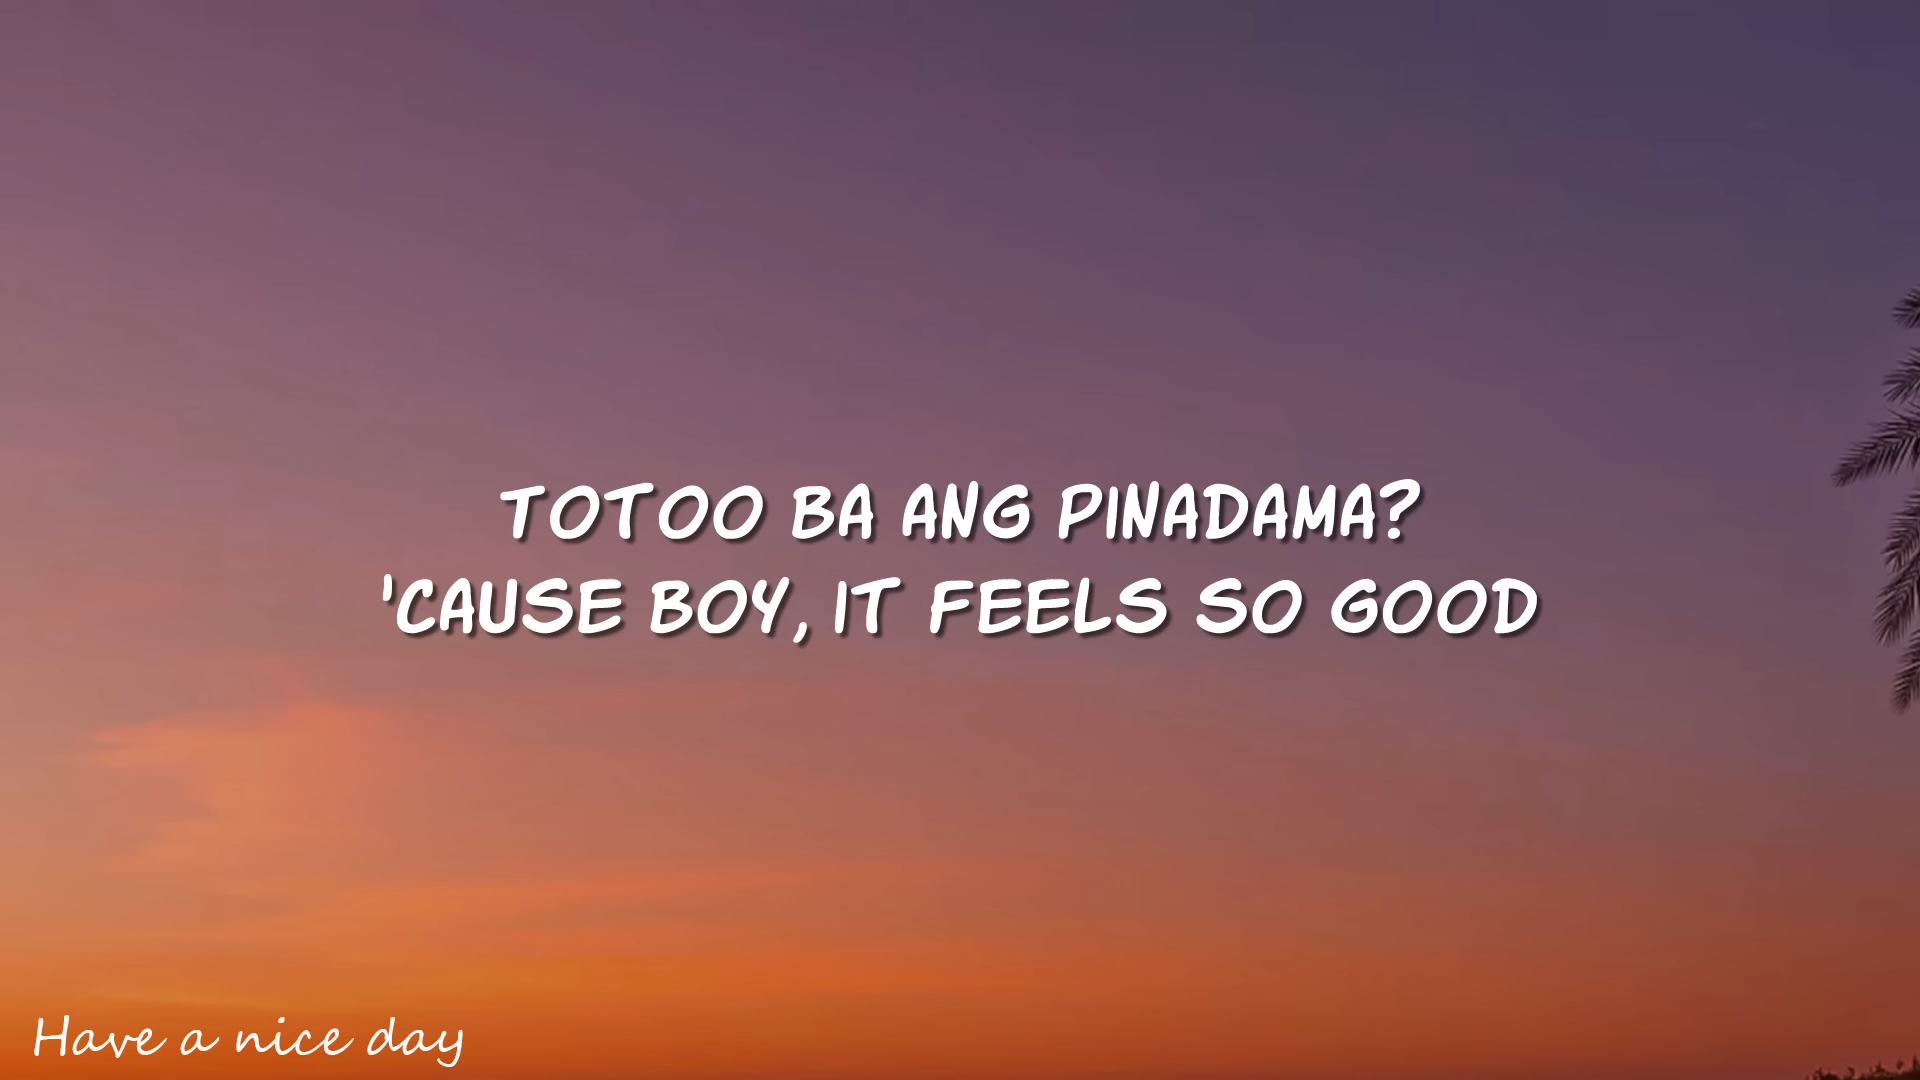 TOTOO BA ANG PINADAMA?
'CAUSE BOY, IT FEELS SO GOOD
Have a nice day